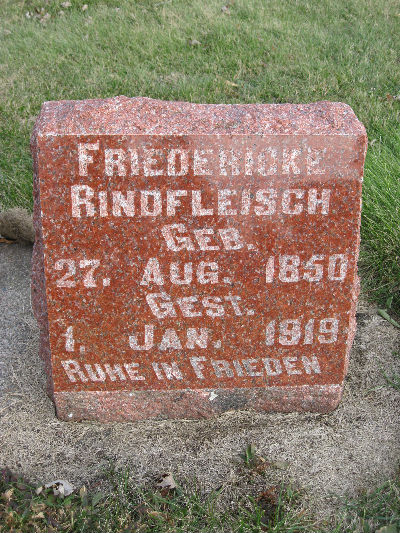 FRIEDERICKE
RINDFLEISCH
GEB.
27. AUG. 1850
GEST.
1. JAN. 1919
RUHE IN FRIEDEN